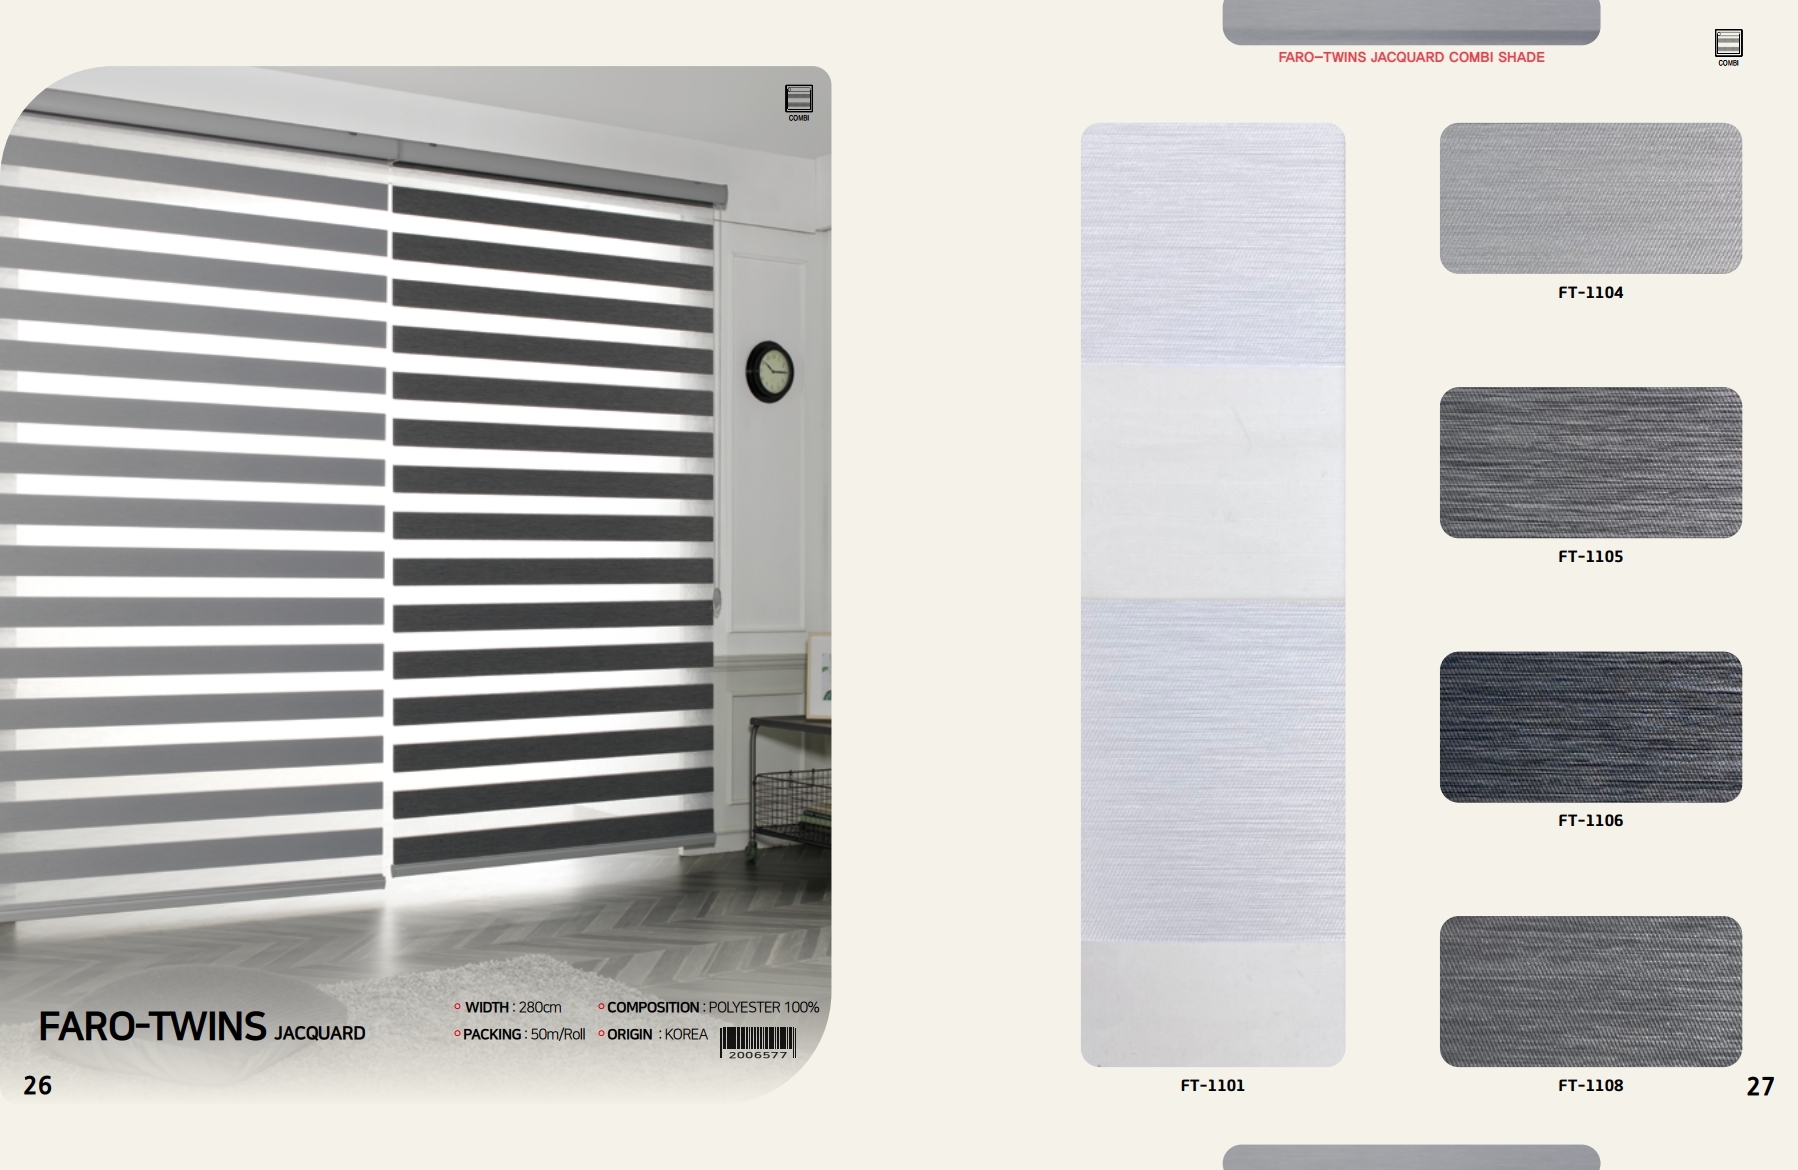 COMBI
FARO-TWINS JACQUARD
WIDTH : 280cm
COMPOSITION : POLYESTER 100%
PACKING : 50m/Roll
ORIGIN : KOREA
2006577
26
FARO-TWINS JACQUARD COMBI SHADE
COMBI
FT-1104
FT-1105
FT-1106
FT-1101
FT-1108
27